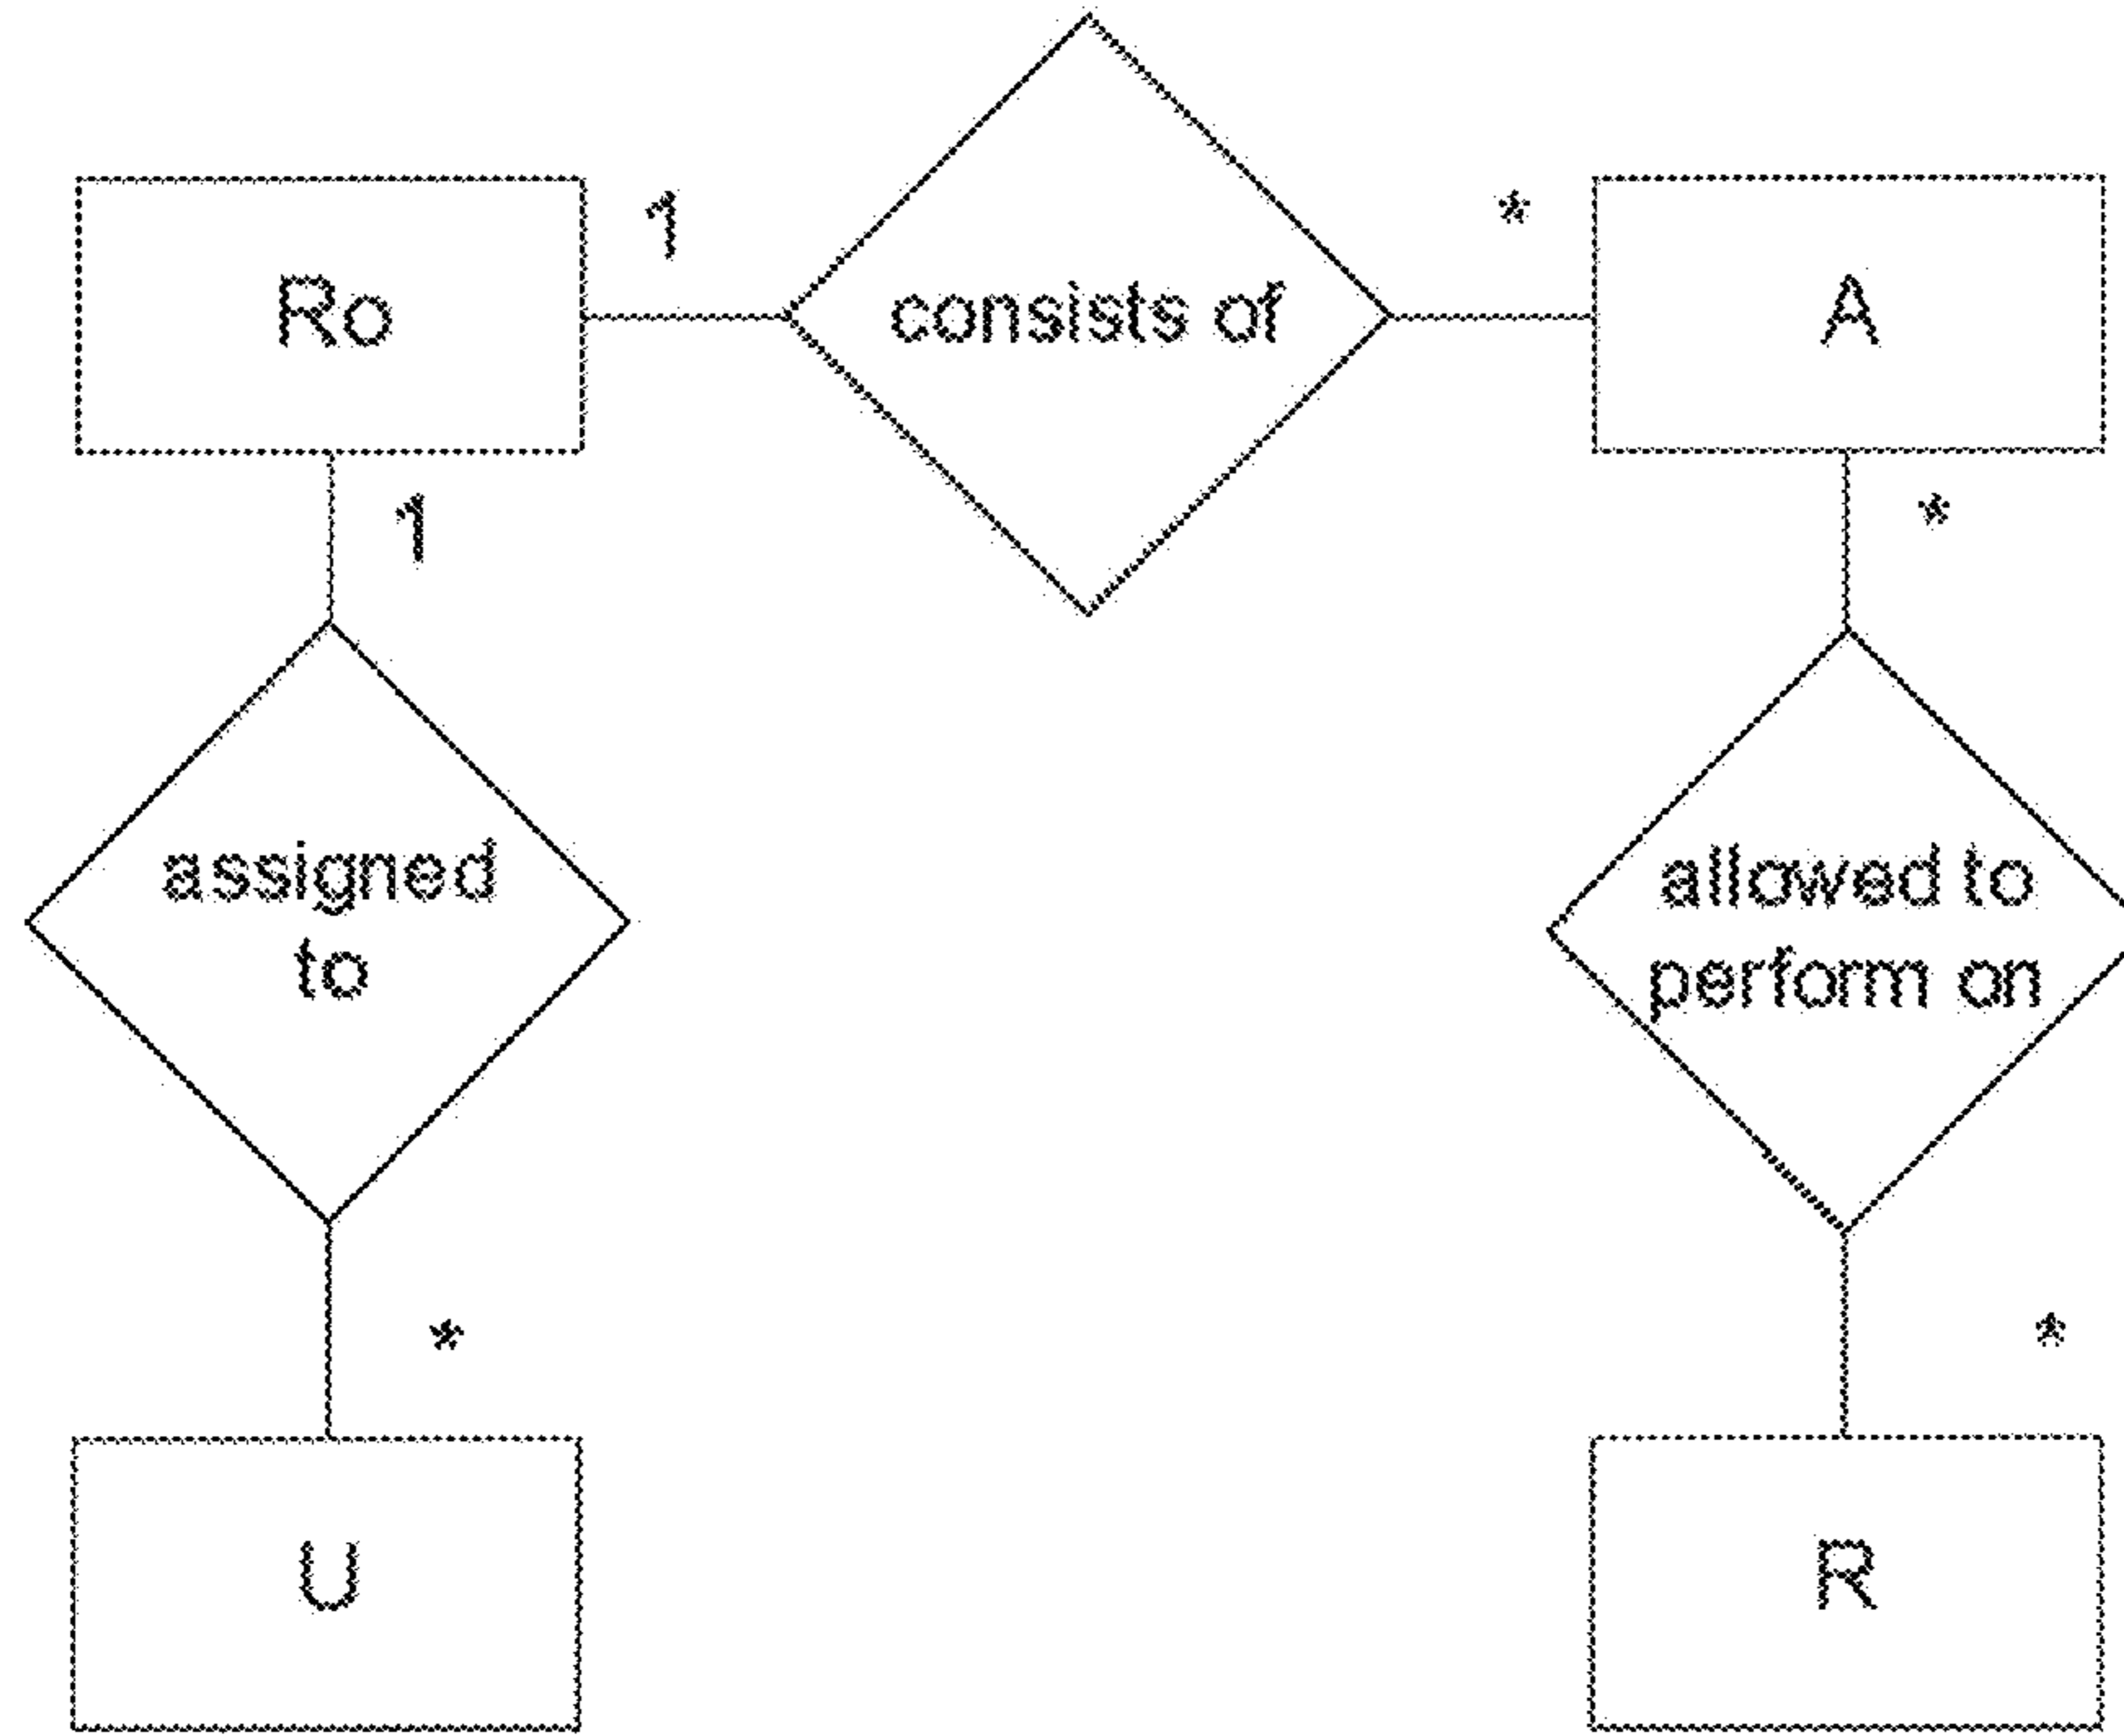 1
*
Ro
consists of
A
1
*
assigned
to
allowed to
perform on
*
*
U
R